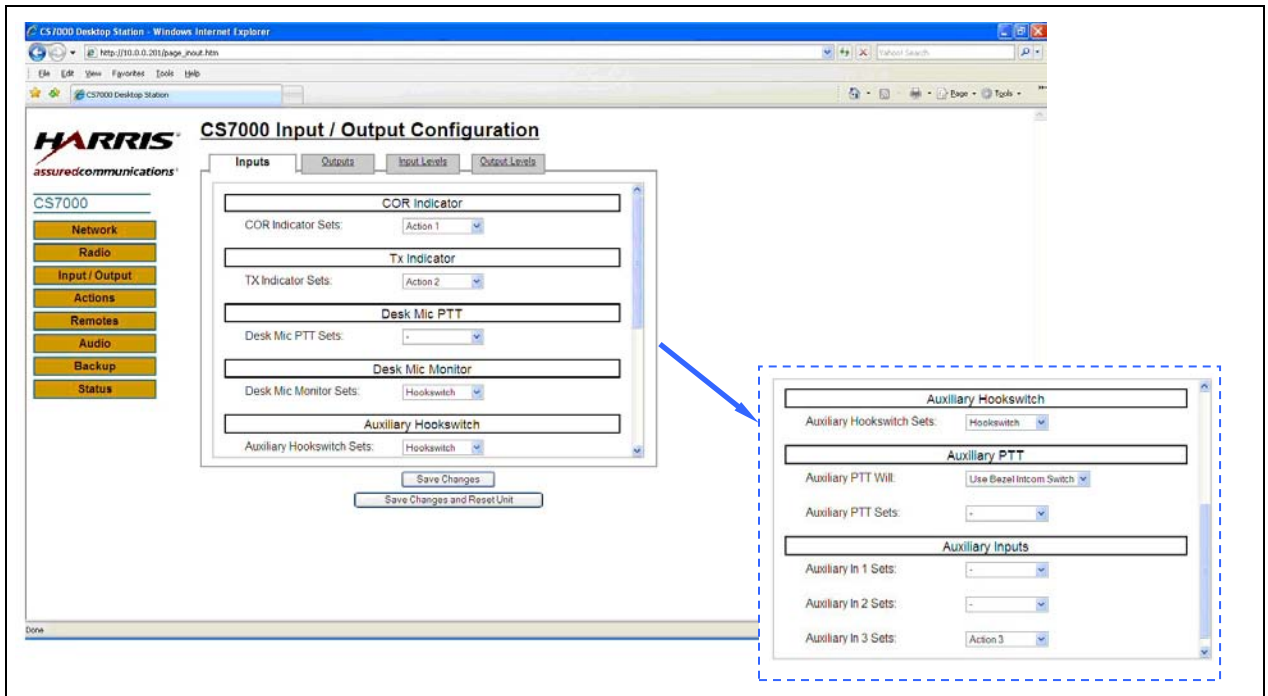 CS7000 Desktop Station - Windows Internet Explorer
http://10.0.0.201/page_inout.htm
Yahoo! Search
File Edit View Favorites Tools Help
CS7000 Desktop Station
Page Tools
HARRIS
assuredcommunications
CS7000
Network
Radio
Input / Output
Actions
Remotes
Audio
Backup
Status
CS7000 Input / Output Configuration
Inputs Outputs Input Levels Output Levels
COR Indicator
COR Indicator Sets: Action 1
Tx Indicator
TX Indicator Sets: Action 2
Desk Mic PTT
Desk Mic PTT Sets: -
Desk Mic Monitor
Desk Mic Monitor Sets: Hookswitch
Auxiliary Hookswitch
Auxiliary Hookswitch Sets: Hookswitch
Save Changes
Save Changes and Reset Unit
Done
Auxiliary Hookswitch
Auxiliary Hookswitch Sets: Hookswitch
Auxiliary PTT
Auxiliary PTT Will: Use Bezel Intcom Switch
Auxiliary PTT Sets: -
Auxiliary Inputs
Auxiliary In 1 Sets: -
Auxiliary In 2 Sets: -
Auxiliary In 3 Sets: Action 3